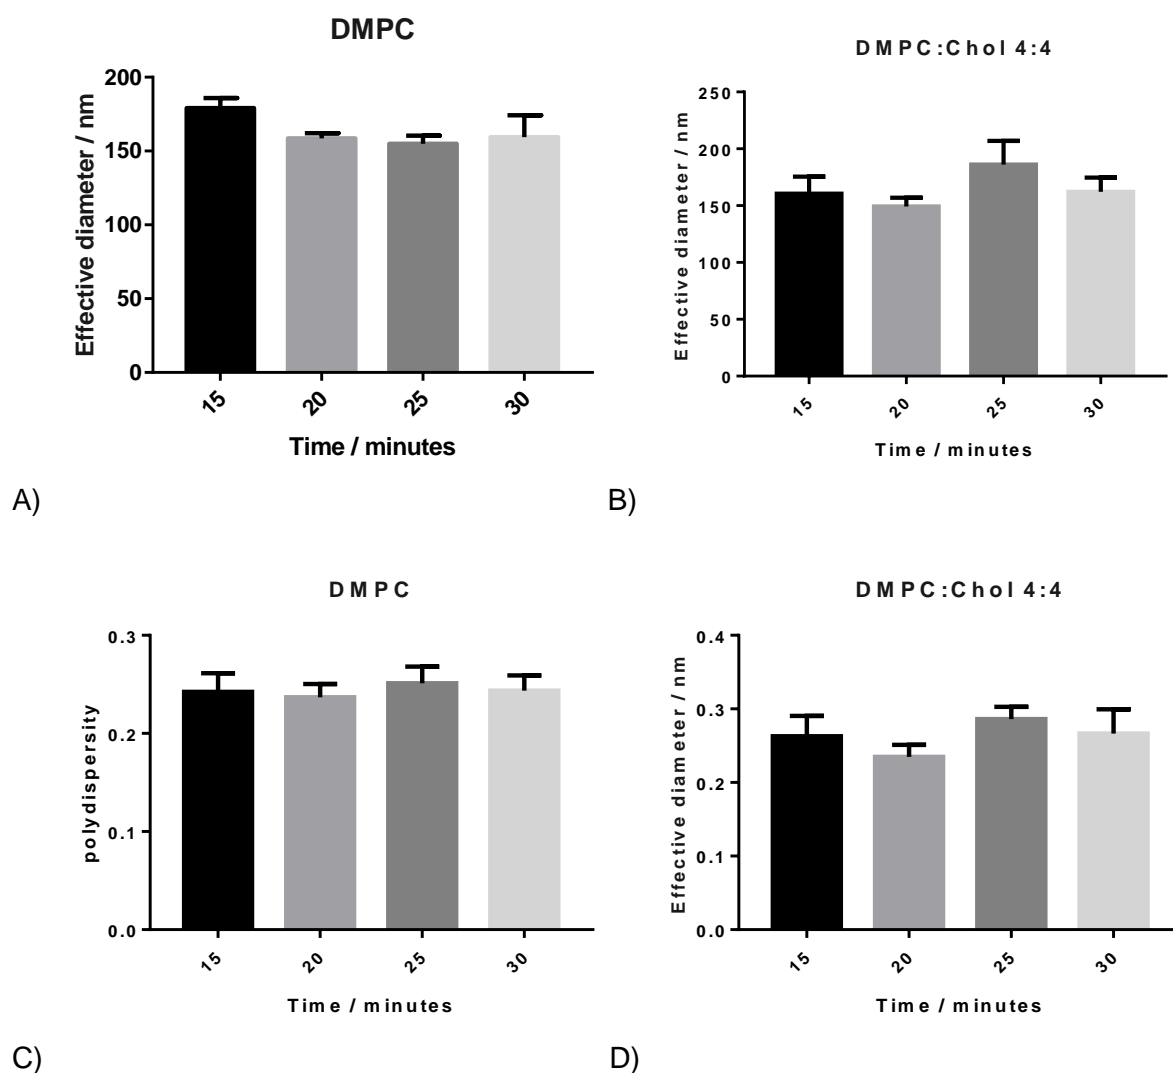 DMPC
Effective diameter / nm
200
150
100
50
0
15 20 25 30
Time / minutes
A)
DMPC:Chol 4:4
Effective diameter / nm
250
200
150
100
50
0
15 20 25 30
Time / minutes
B)
DMPC
polydispersity
0.3
0.2
0.1
0.0
15 20 25 30
Time / minutes
C)
DMPC:Chol 4:4
Effective diameter / nm
0.4
0.3
0.2
0.1
0.0
15 20 25 30
Time / minutes
D)